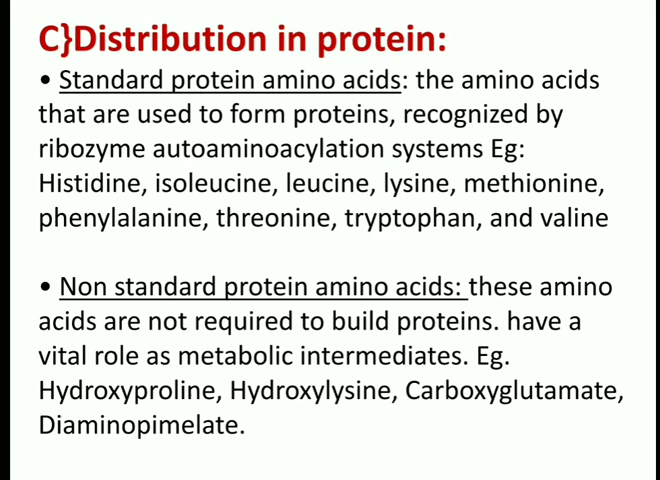 C}Distribution in protein:
• Standard protein amino acids: the amino acids
that are used to form proteins, recognized by
ribozyme autoaminoacylation systems Eg:
Histidine, isoleucine, leucine, lysine, methionine,
phenylalanine, threonine, tryptophan, and valine
• Non standard protein amino acids: these amino
acids are not required to build proteins. have a
vital role as metabolic intermediates. Eg.
Hydroxyproline, Hydroxylysine, Carboxyglutamate,
Diaminopimelate.